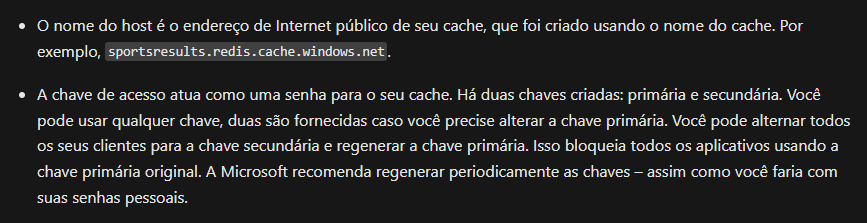 • O nome do host é o endereço de Internet público de seu cache, que foi criado usando o nome do cache. Por
exemplo, sportsresults.redis.cache.windows.net.
• A chave de acesso atua como uma senha para o seu cache. Há duas chaves criadas: primária e secundária. Você
pode usar qualquer chave, duas são fornecidas caso você precise alterar a chave primária. Você pode alternar todos
os seus clientes para a chave secundária e regenerar a chave primária. Isso bloqueia todos os aplicativos usando a
chave primária original. A Microsoft recomenda regenerar periodicamente as chaves – assim como você faria com
suas senhas pessoais.